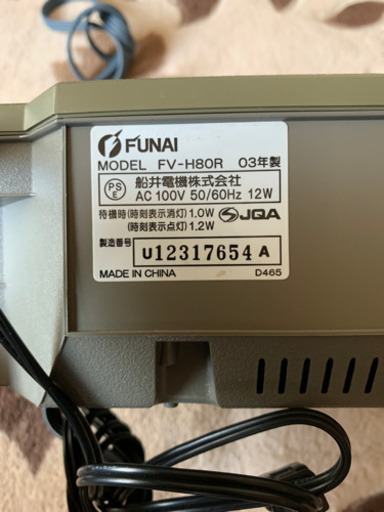 FUNAI
MODEL FV-H80R 03年製
PSE 船井電機株式会社
AC 100V 50/60Hz 12W
待機時(時刻表示消灯)1.0W JQA
(時刻表示点灯)1.2W
製造番号 U12317654 A
MADE IN CHINA D465